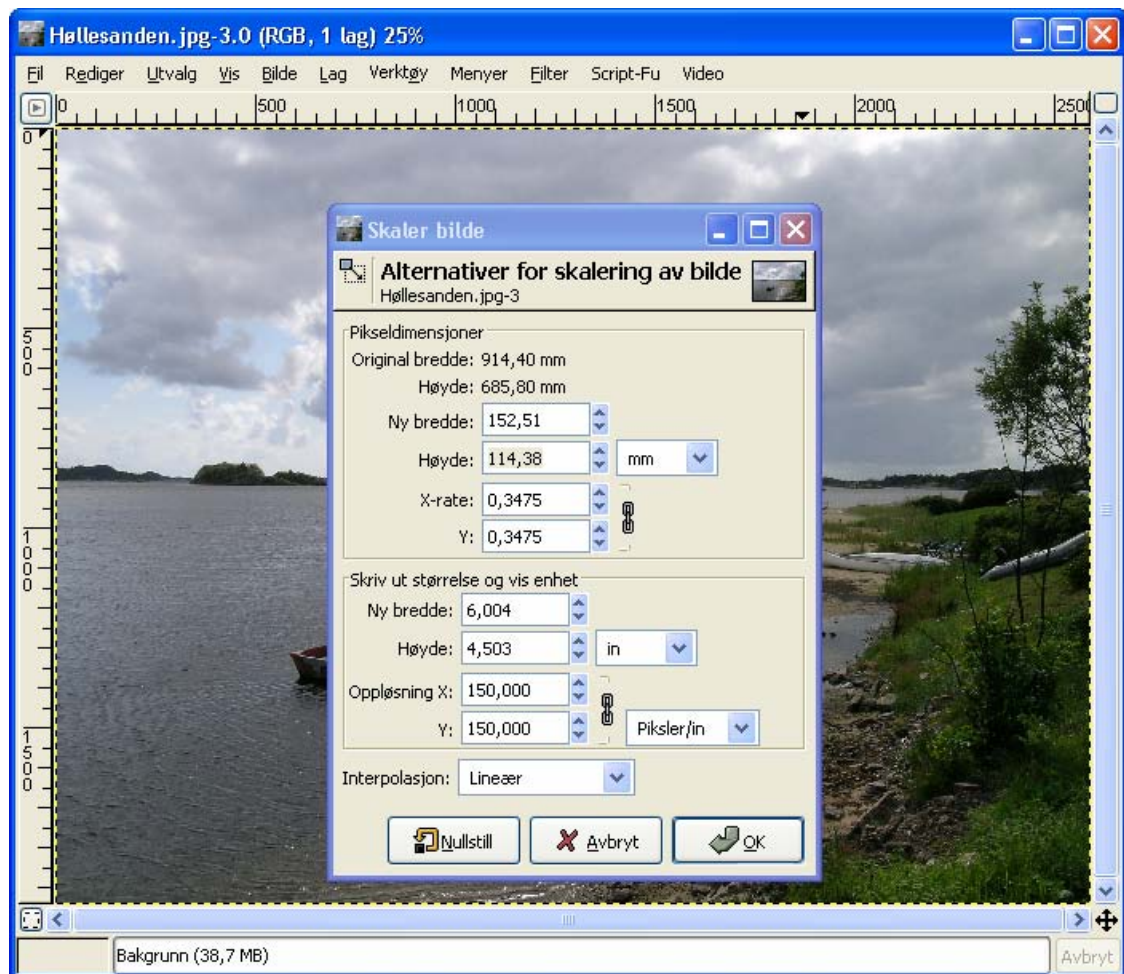 Høllesanden.jpg-3.0 (RGB, 1 lag) 25%
Fil Rediger Utvalg Vis Bilde Lag Verktøy Menyer Filter Script-Fu Video
0 500 1000 1500 2000 2500
0
500
1000
1500
Skaler bilde
Alternativer for skalering av bilde
Høllesanden.jpg-3
Pikseldimensjoner
Original bredde: 914,40 mm
Høyde: 685,80 mm
Ny bredde: 152,51
Høyde: 114,38 mm
X-rate: 0,3475
Y: 0,3475
Skriv ut størrelse og vis enhet
Ny bredde: 6,004
Høyde: 4,503 in
Oppløsning X: 150,000
Y: 150,000 Piksler/in
Interpolasjon: Lineær
Nullstill Avbryt OK
Bakgrunn (38,7 MB) Avbryt